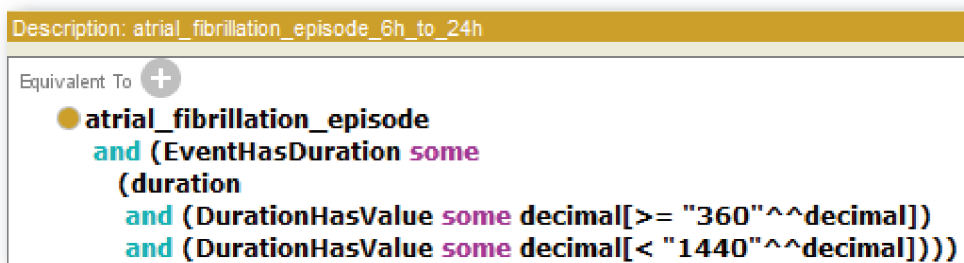 Description: atrial_fibrillation_episode_6h_to_24h
Equivalent To
atrial_fibrillation_episode
and (EventHasDuration some
(duration
and (DurationHasValue some decimal[>= "360"^^decimal])
and (DurationHasValue some decimal[< "1440"^^decimal])))